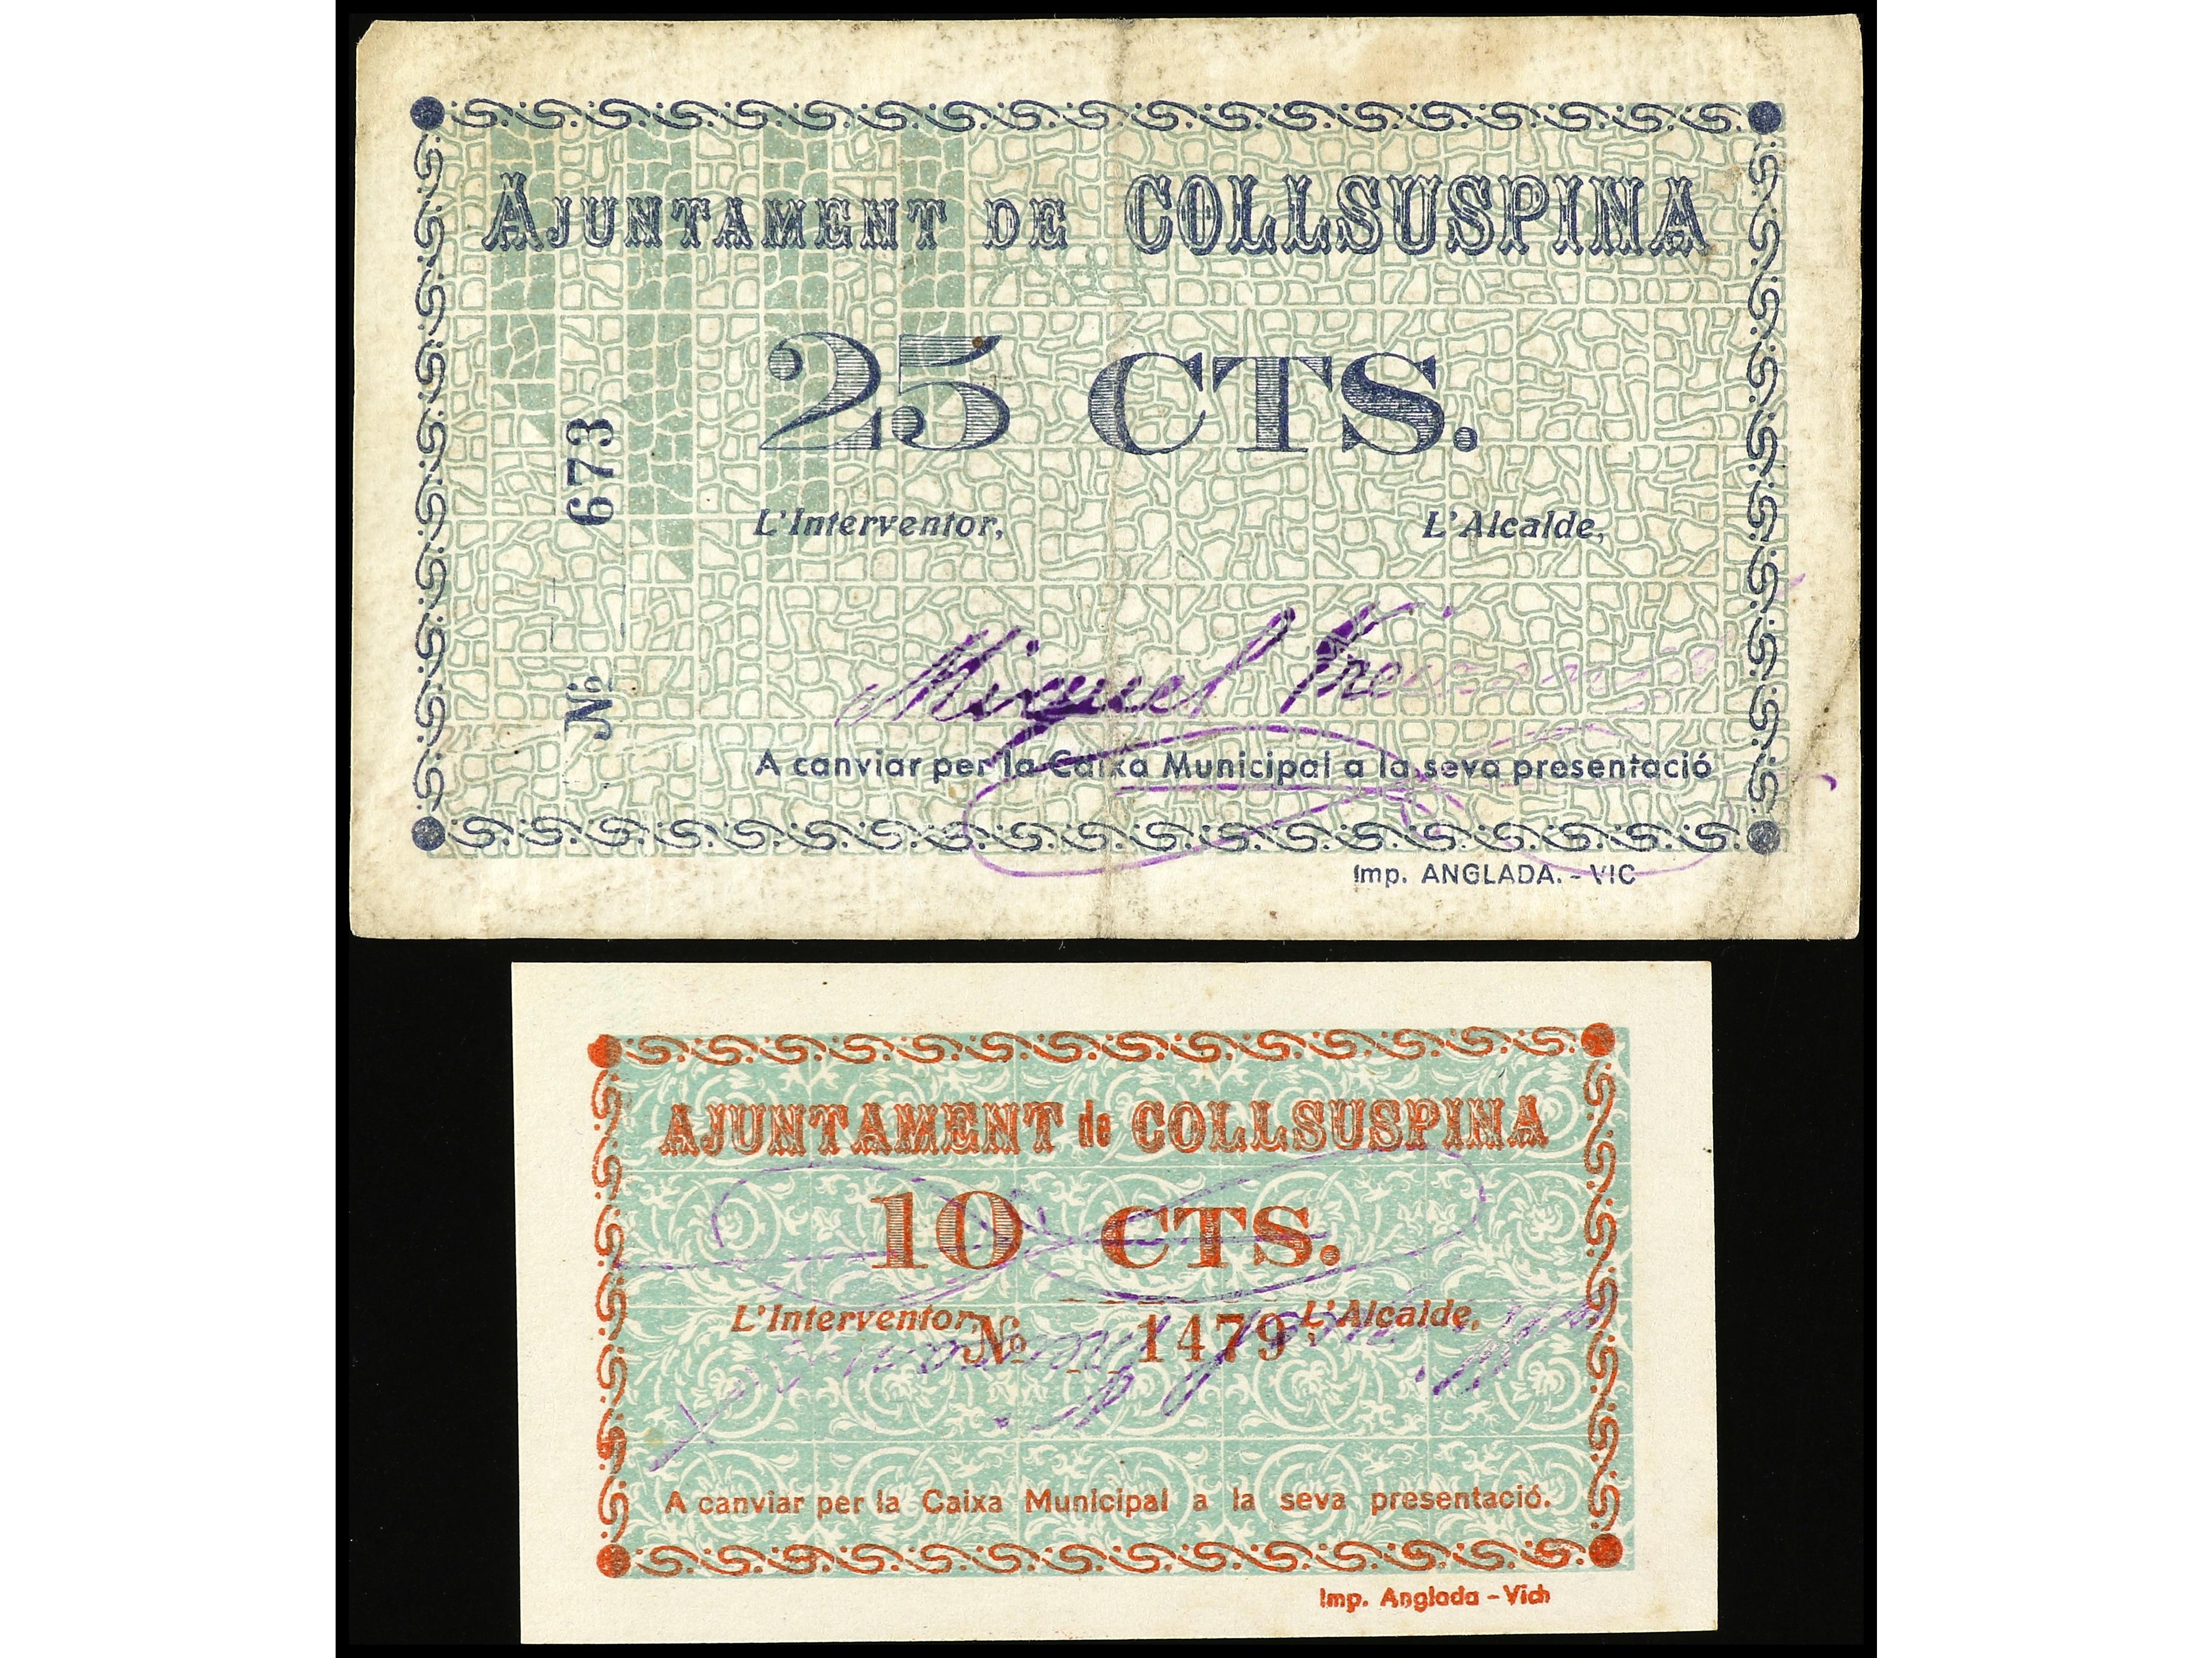 AJUNTAMENT DE COLLSUSPINA
25 CTS.
Nº 673
L'Interventor, L'Alcalde,
Miquel
A canviar per la Caixa Municipal a la seva presentació
Imp. ANGLADA. - VIC
AJUNTAMENT de COLLSUSPINA
10 CTS.
L'Interventor, L'Alcalde,
Nº 1479
A canviar per la Caixa Municipal a la seva presentació.
Imp. Anglada - Vich